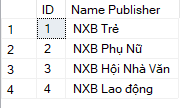 ID Name Publisher
1 1 NXB Trẻ
2 2 NXB Phụ Nữ
3 3 NXB Hội Nhà Văn
4 4 NXB Lao động